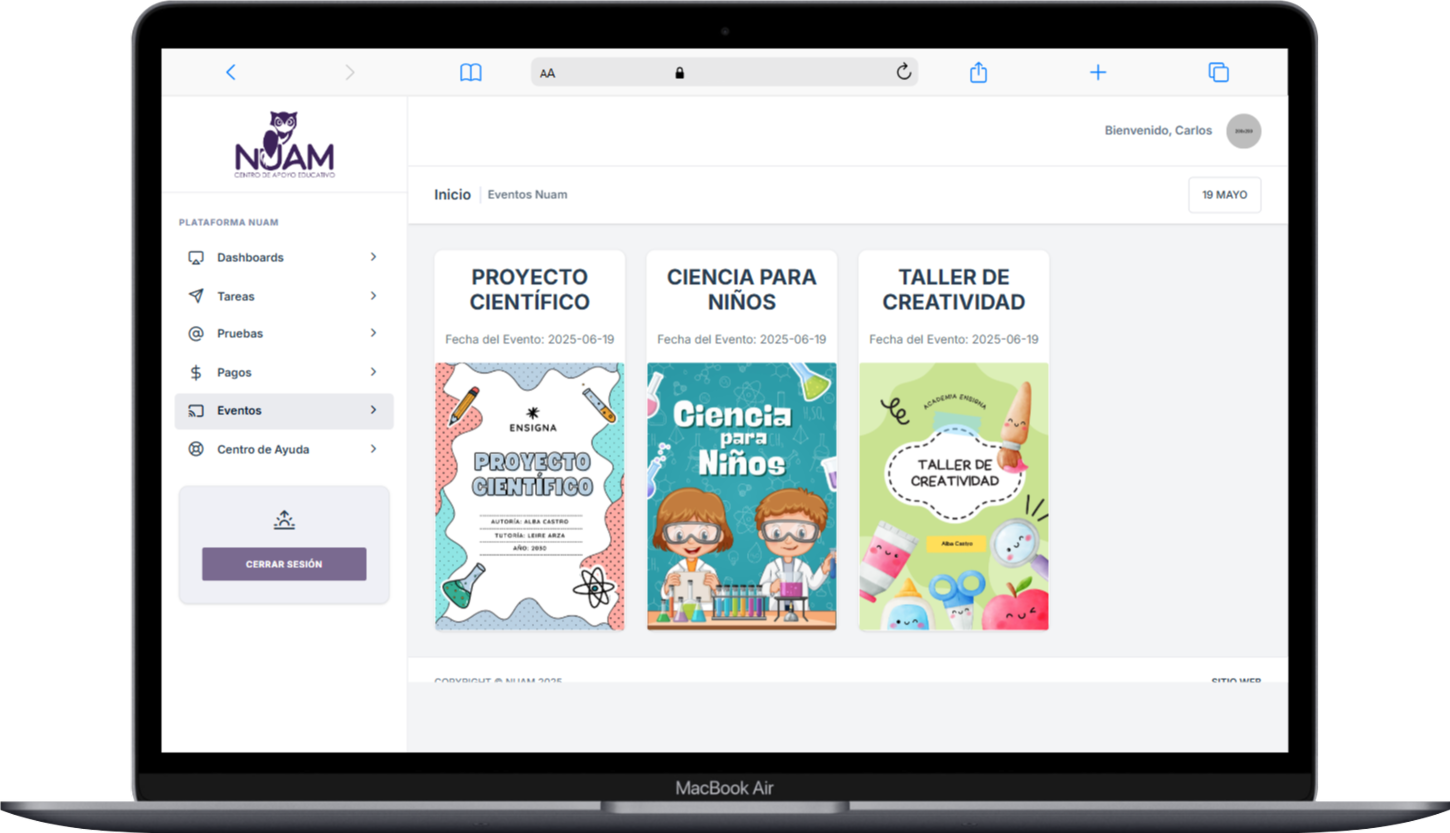 AA
NUAM
CENTRO DE APOYO EDUCATIVO
Bienvenido, Carlos
Inicio
Eventos Nuam
19 MAYO
PLATAFORMA NUAM
Dashboards
Tareas
Pruebas
Pagos
Eventos
Centro de Ayuda
CERRAR SESIÓN
PROYECTO
CIENTÍFICO
Fecha del Evento: 2025-06-19
ENSIGNA
PROYECTO
CIENTÍFICO
AUTORÍA: ALBA CASTRO
TUTORÍA: LEIRE ARZA
AÑO: 2030
CIENCIA PARA
NIÑOS
Fecha del Evento: 2025-06-19
Ciencia
para
Niños
TALLER DE
CREATIVIDAD
Fecha del Evento: 2025-06-19
ACADEMIA ENSIGNA
TALLER DE
CREATIVIDAD
Alba Castro
COPYRIGHT © NUAM 2025
SITIO WEB
MacBook Air